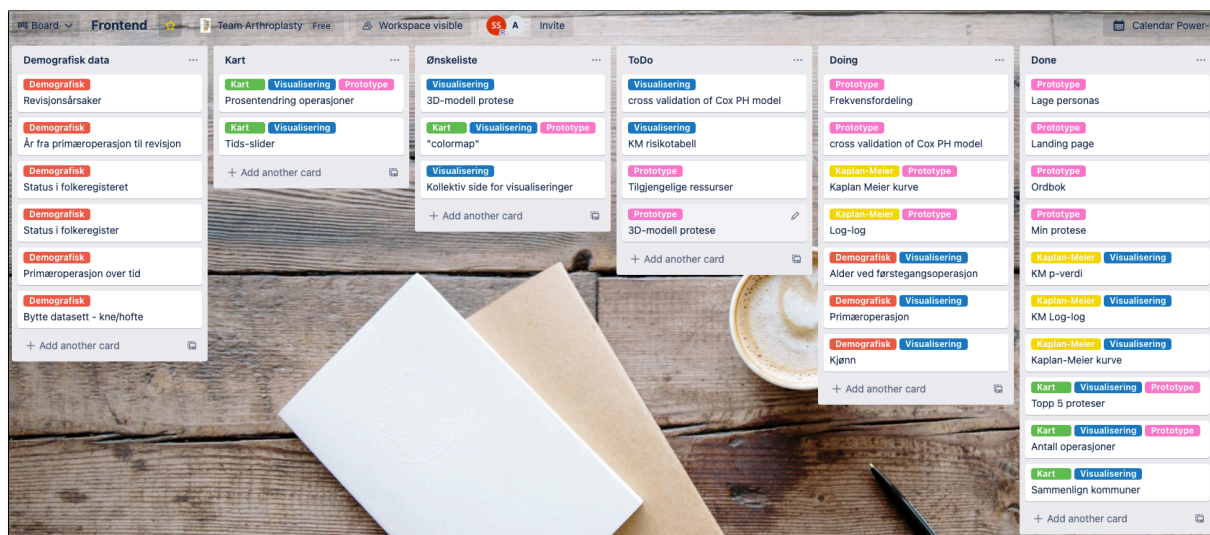 Board
Frontend
Team Arthroplasty Free
Workspace visible
SS A
Invite
Calendar Power-
Demografisk data
Demografisk
Revisjonsårsaker
Demografisk
År fra primæroperasjon til revisjon
Demografisk
Status i folkeregisteret
Demografisk
Status i folkeregister
Demografisk
Primæroperasjon over tid
Demografisk
Bytte datasett - kne/hofte
+ Add another card
Kart
Kart Visualisering Prototype
Prosentendring operasjoner
Kart Visualisering
Tids-slider
+ Add another card
Ønskeliste
Visualisering
3D-modell protese
Kart Visualisering Prototype
"colormap"
Visualisering
Kollektiv side for visualiseringer
+ Add another card
ToDo
Visualisering
cross validation of Cox PH model
Visualisering
KM risikotabell
Prototype
Tilgjengelige ressurser
Prototype
3D-modell protese
+ Add another card
Doing
Prototype
Frekvensfordeling
Prototype
cross validation of Cox PH model
Kaplan-Meier Prototype
Kaplan Meier kurve
Kaplan-Meier Prototype
Log-log
Demografisk Visualisering
Alder ved førstegangsoperasjon
Demografisk Visualisering
Primæroperasjon
Demografisk Visualisering
Kjønn
+ Add another card
Done
Prototype
Lage personas
Prototype
Landing page
Prototype
Ordbok
Prototype
Min protese
Kaplan-Meier Visualisering
KM p-verdi
Kaplan-Meier Visualisering
KM Log-log
Kaplan-Meier Visualisering
Kaplan-Meier kurve
Kart Visualisering Prototype
Topp 5 proteser
Kart Visualisering Prototype
Antall operasjoner
Kart Visualisering
Sammenlign kommuner
+ Add another card